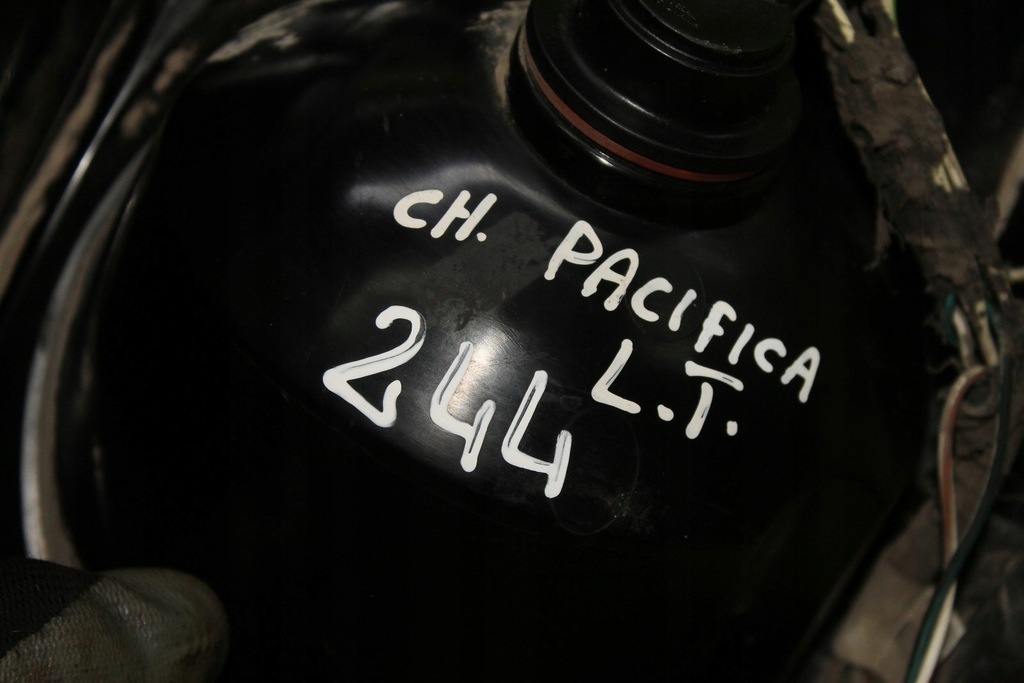 CH. PACIFICA
244 L.T.